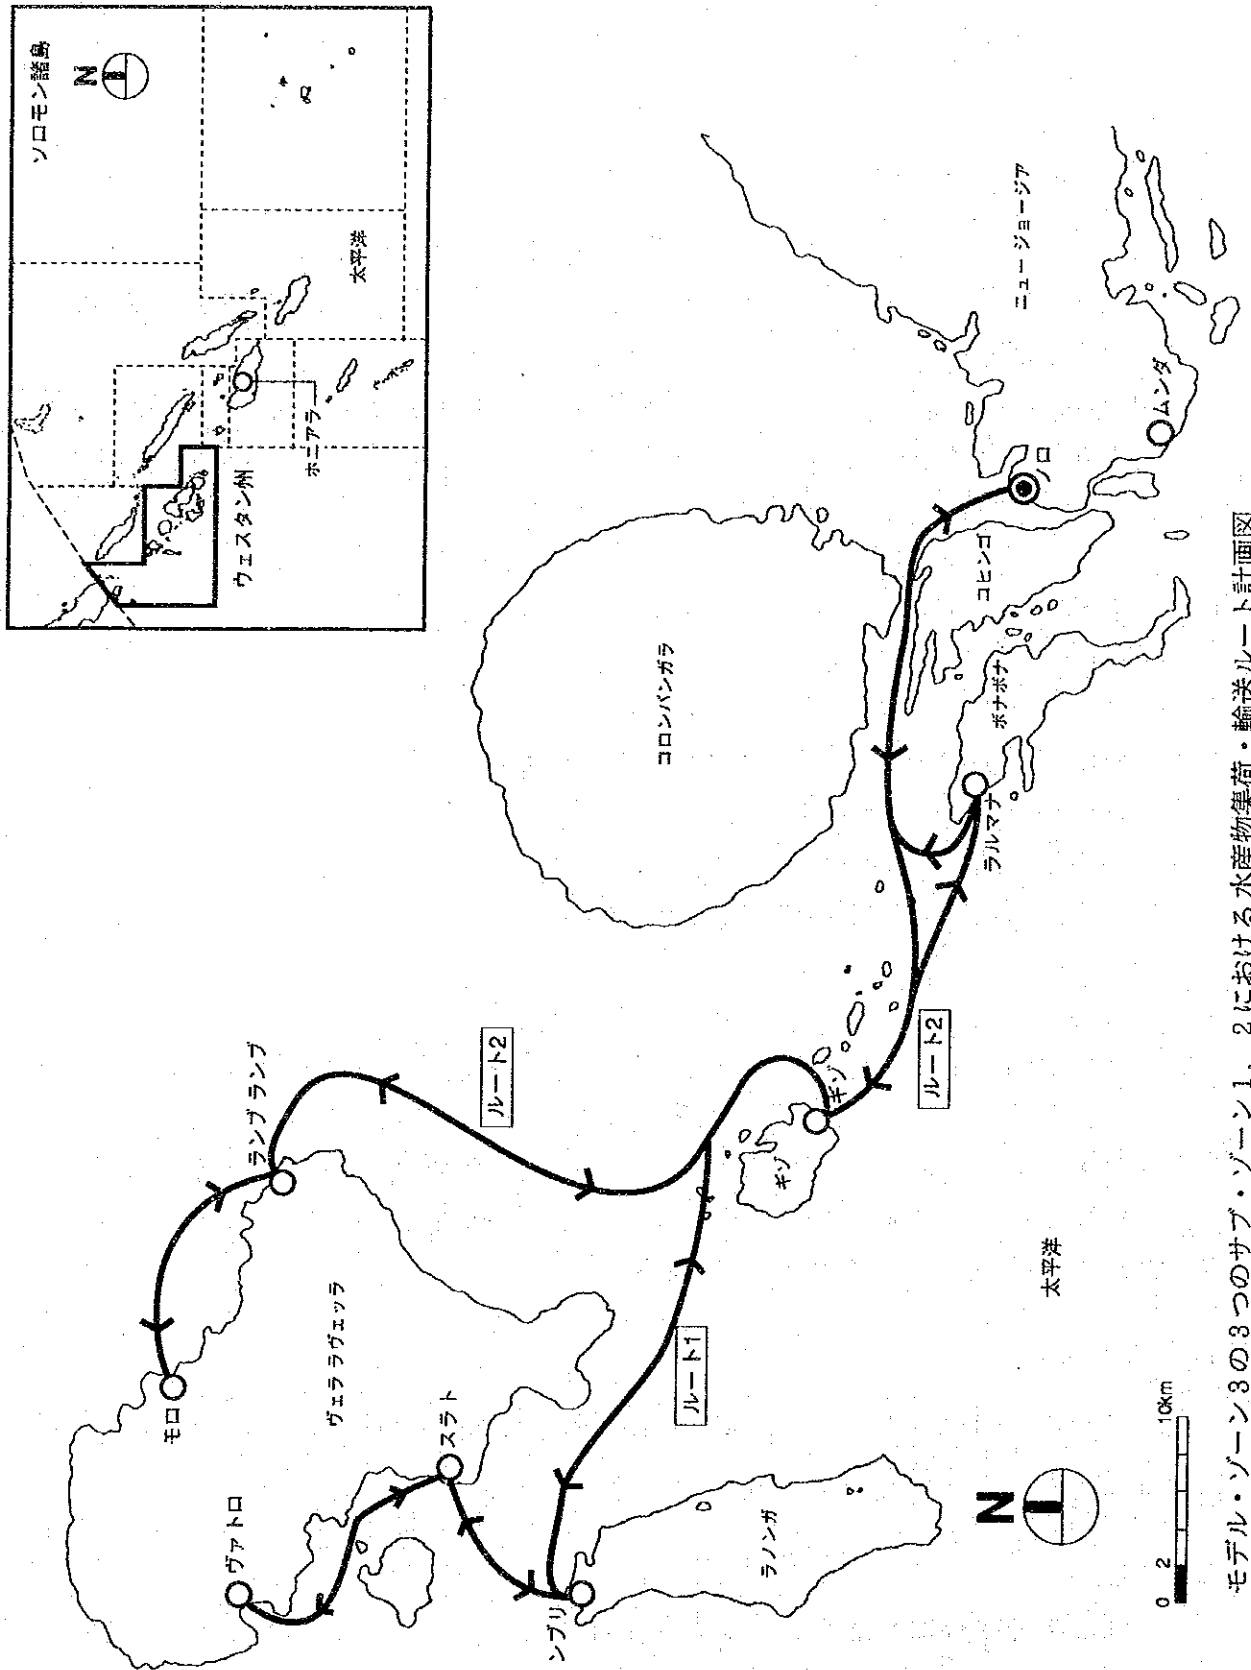 ソロモン諸島
N
太平洋
ホニアラ
ウェスタン州
ニュージョージア
ムンダ
ノロ
コヒンゴ
コロンバンガラ
ボナボナ
ラルマナ
ルート2
ランブランブ
ルート2
ギゾ
ギゾ
モロ
ヴェララヴェッラ
ルート1
スラト
ヴァトロ
ンブリ
ラノンガ
太平洋
N
0 2 10km
モデル・ゾーン3の3つのサブ・ゾーン1、2における水産物集荷・輸送ルート計画図